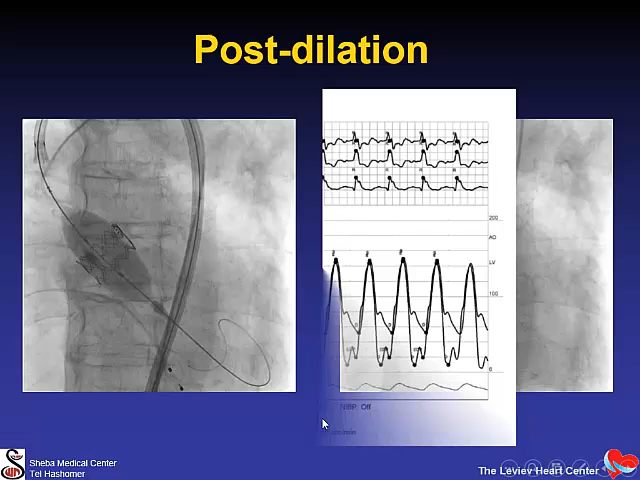 Post-dilation
200
AO
LV
100
0
NIBP Off
Sheba Medical Center
Tel Hashomer
The Leviev Heart Center